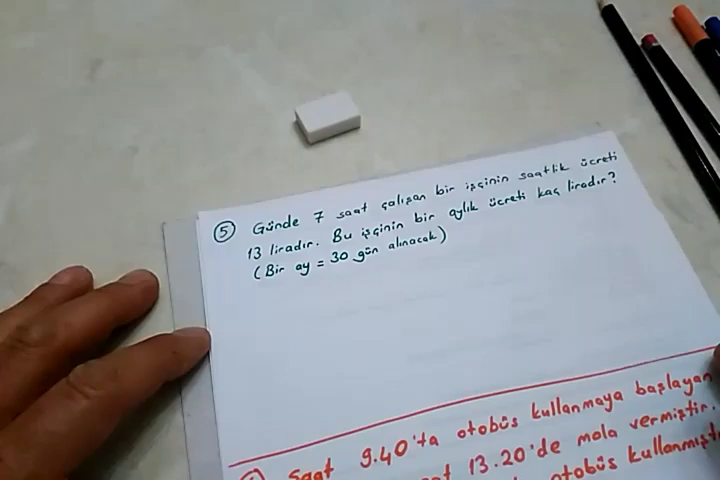 5 Günde 7 saat çalışan bir işçinin saatlik ücreti
13 liradır. Bu işçinin bir aylık ücreti kaç liradır?
(Bir ay = 30 gün alınacak)
Saat 9.40'ta otobüs kullanmaya başlayan
13.20'de mola vermiştir.
otobüs